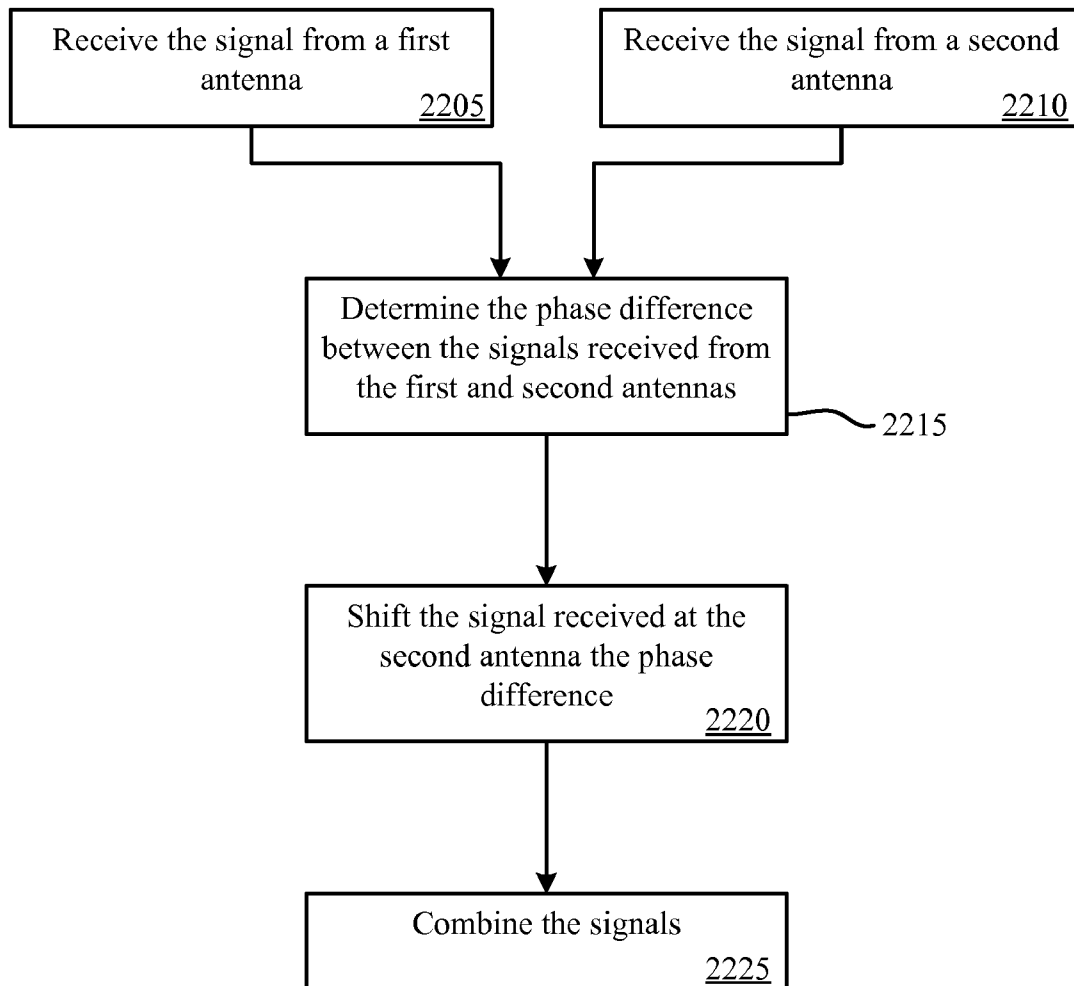 Receive the signal from a first
antenna
2205
Receive the signal from a second
antenna
2210
Determine the phase difference
between the signals received from
the first and second antennas
2215
Shift the signal received at the
second antenna the phase
difference
2220
Combine the signals
2225